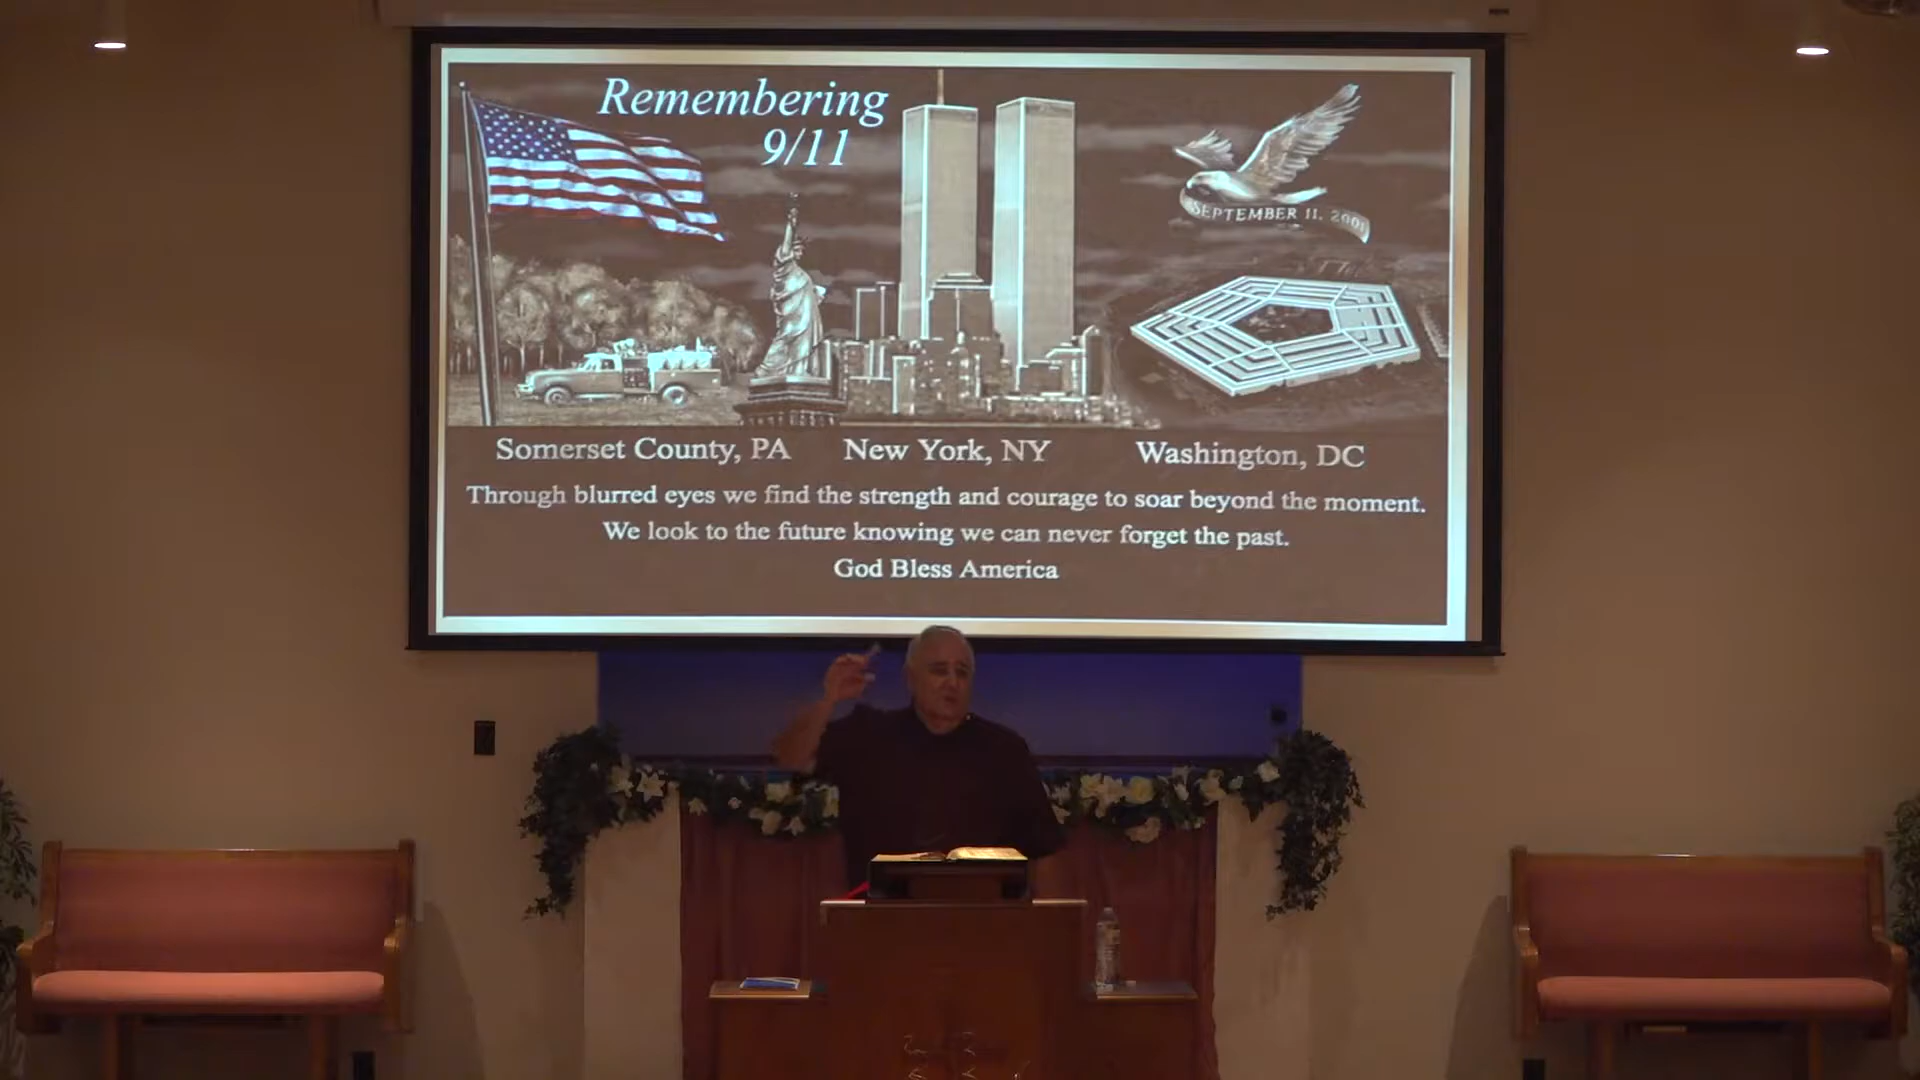 Remembering
9/11
SEPTEMBER 11, 2001
Somerset County, PA
New York, NY
Washington, DC
Through blurred eyes we find the strength and courage to soar beyond the moment.
We look to the future knowing we can never forget the past.
God Bless America